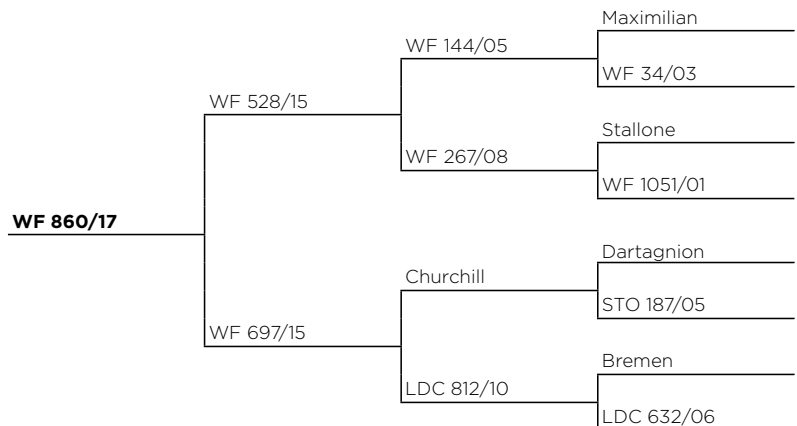 Maximilian
WF 144/05
WF 34/03
WF 528/15
Stallone
WF 267/08
WF 1051/01
WF 860/17
Dartagnion
Churchill
STO 187/05
WF 697/15
Bremen
LDC 812/10
LDC 632/06